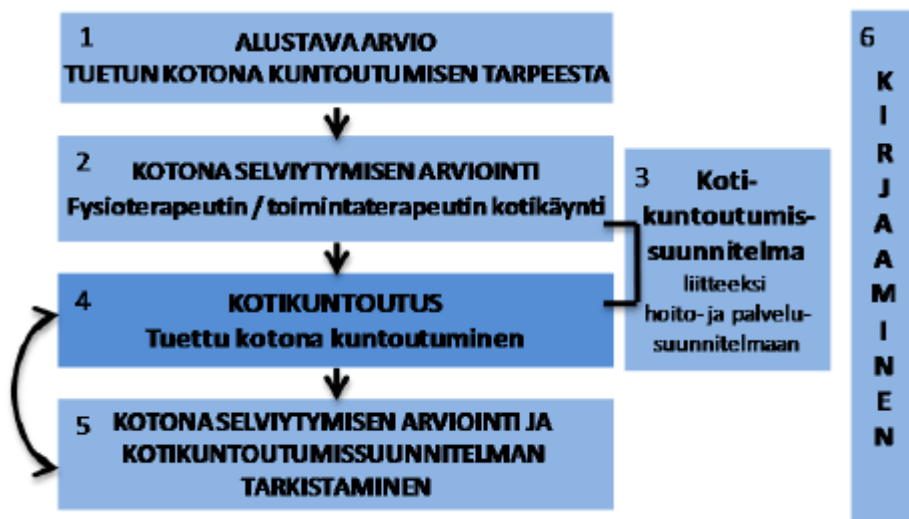 1
ALUSTAVA ARVIO
TUETUN KOTONA KUNTOUTUMISEN TARPEESTA
2
KOTONA SELVIYTYMISEN ARVIOINTI
Fysioterapeutin / toimintaterapeutin kotikäynti
3
Koti-
kuntoutumis-
suunnitelma
liitteeksi
hoito- ja palvelu-
suunnitelmaan
4
KOTIKUNTOUTUS
Tuettu kotona kuntoutuminen
5
KOTONA SELVIYTYMISEN ARVIOINTI JA
KOTIKUNTOUTUMISSUUNNITELMAN
TARKISTAMINEN
6
K
I
R
J
A
A
M
I
N
E
N